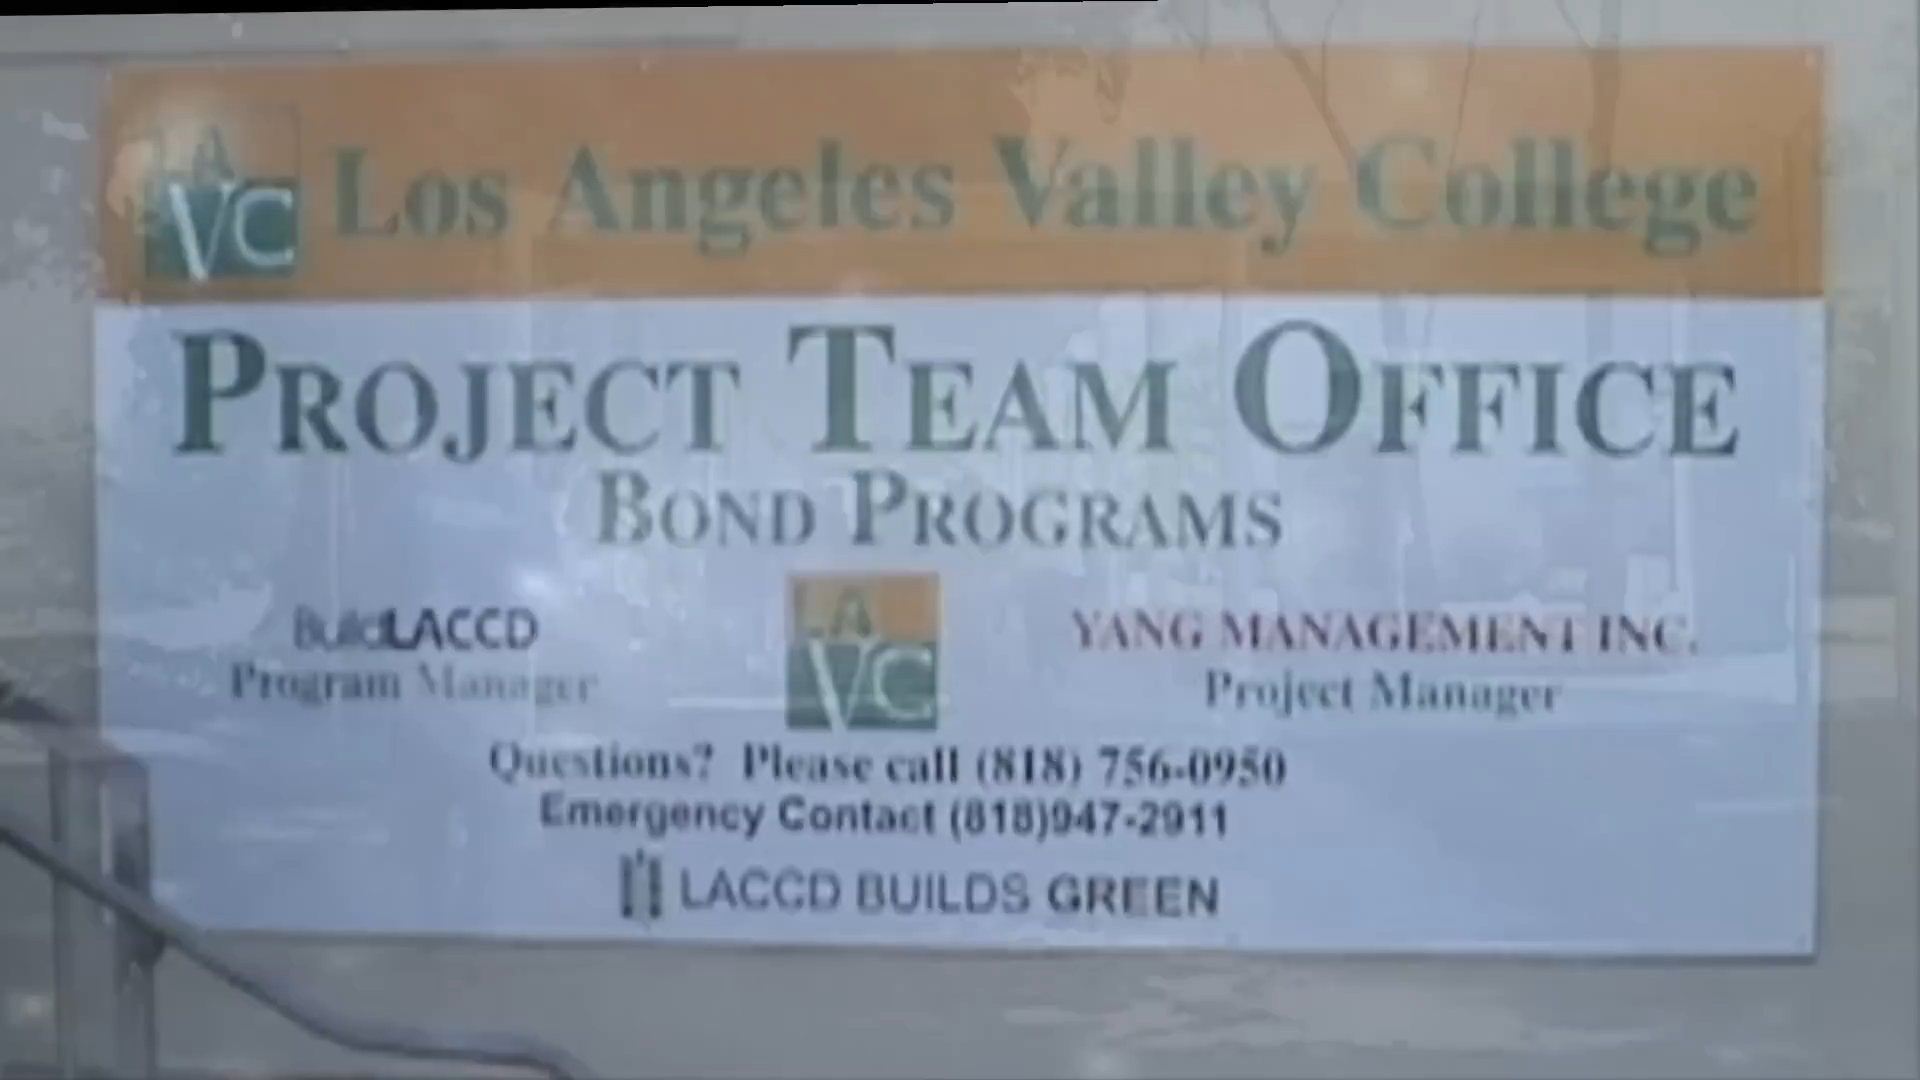 LA
VC
Los Angeles Valley College
PROJECT TEAM OFFICE
BOND PROGRAMS
BuildLACCD
Program Manager
LA
VC
YANG MANAGEMENT INC.
Project Manager
Questions? Please call (818) 756-0950
Emergency Contact (818)947-2911
LACCD BUILDS GREEN